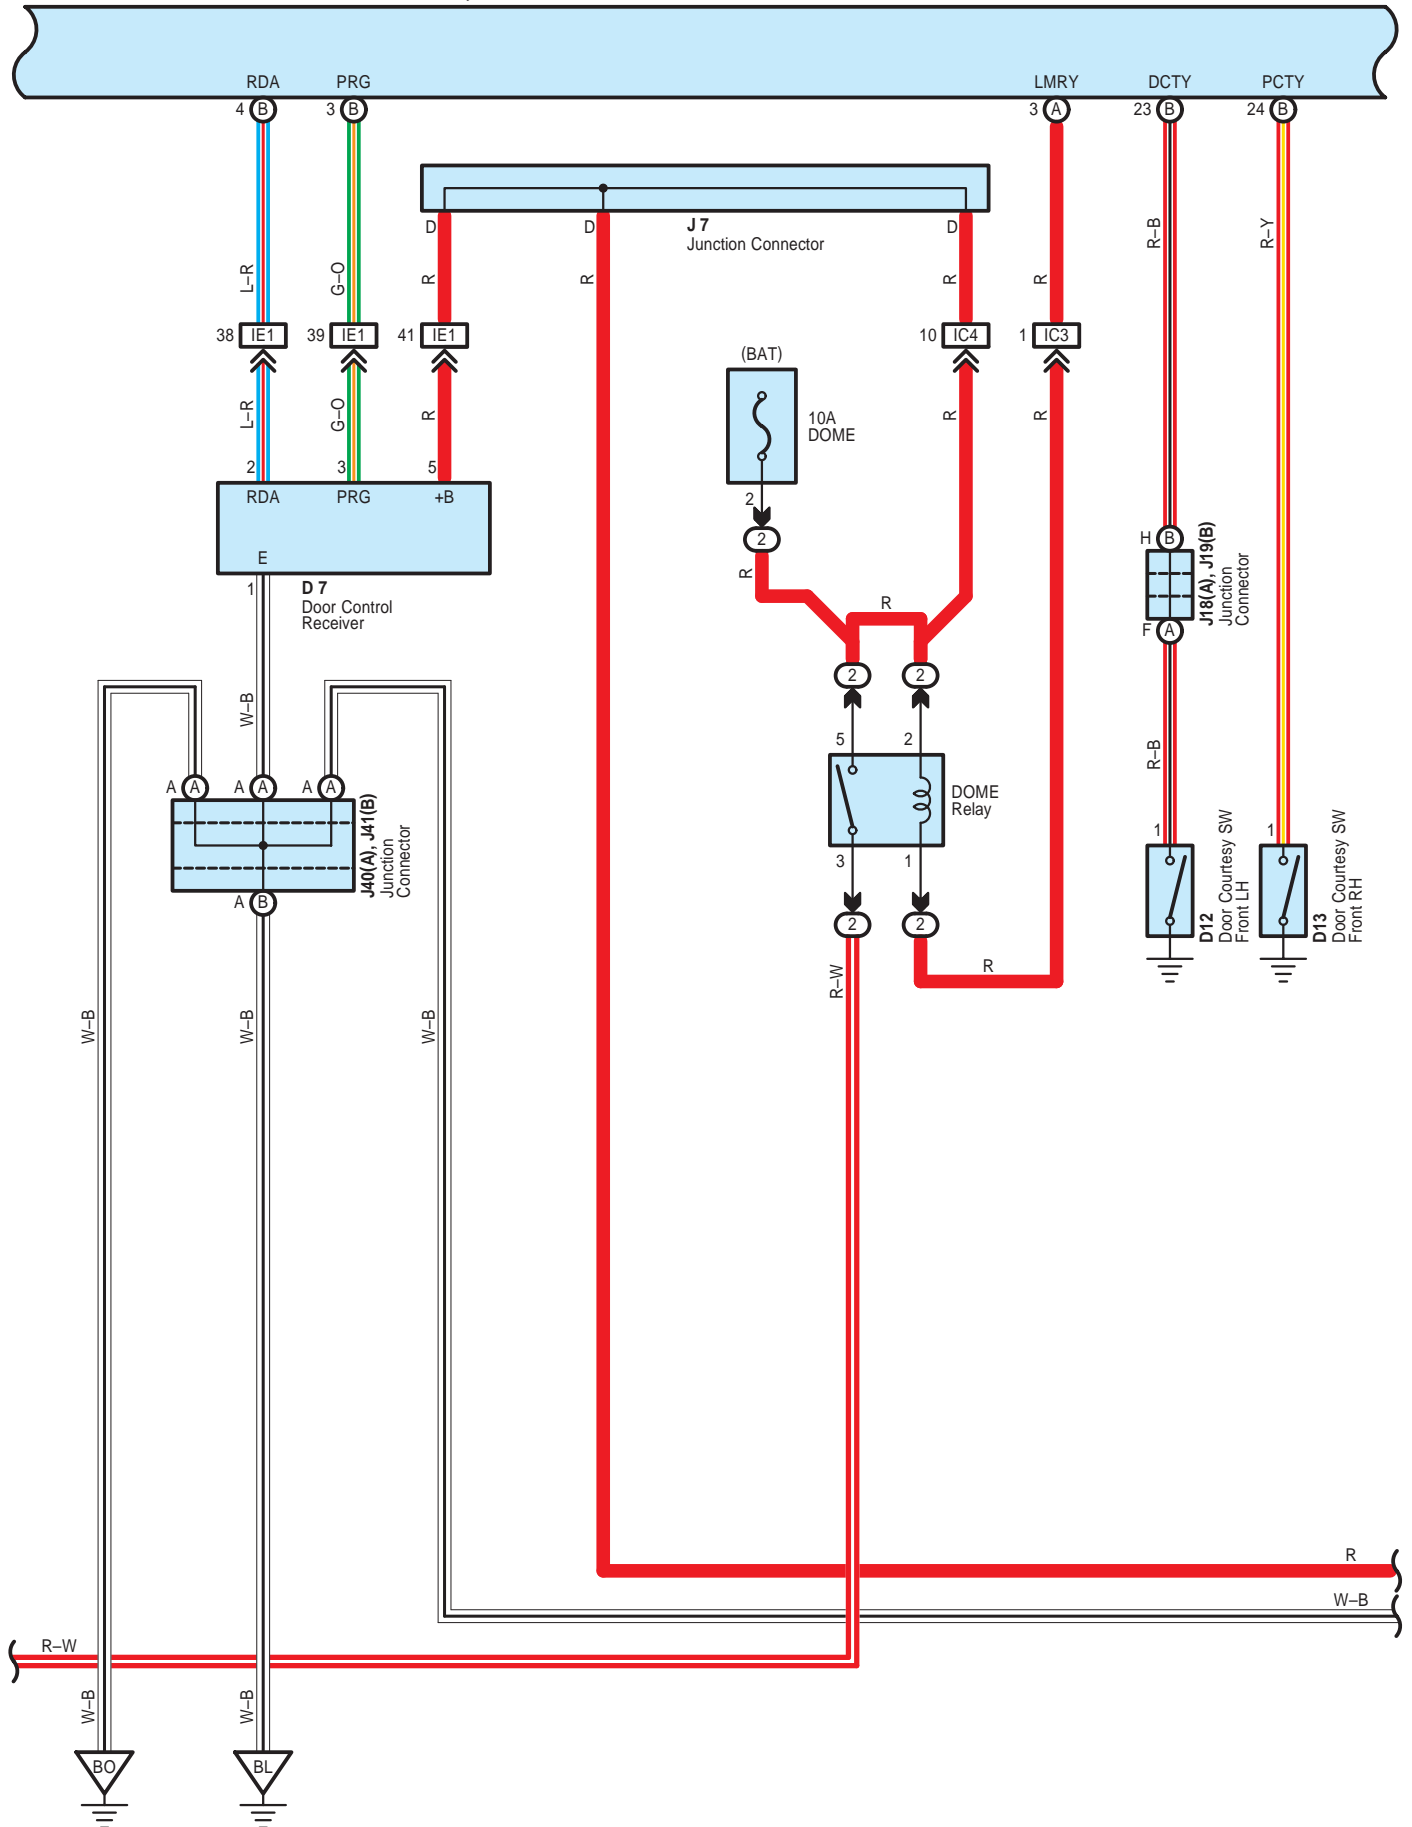 RDA
PRG
LMRY
DCTY
PCTY
4 B
3 B
3 A
23 B
24 B
D
D
D
J 7
Junction Connector
L–R
G–O
R
R
R
R
R–B
R–Y
38 IE1
39 IE1
41 IE1
10 IC4
1 IC3
(BAT)
10A
DOME
L–R
G–O
R
R
R
2
3
5
RDA
PRG
+B
E
2
2
R
1
D 7
Door Control
Receiver
R
H B
F A
J18(A), J19(B)
Junction
Connector
2
2
W–B
R–B
5
2
DOME
Relay
3
1
A A
A A
A A
J40(A), J41(B)
Junction
Connector
A B
1
1
D12
Door Courtesy SW
Front LH
D13
Door Courtesy SW
Front RH
2
2
R–W
R
W–B
W–B
W–B
R
W–B
R–W
W–B
W–B
BO
BL